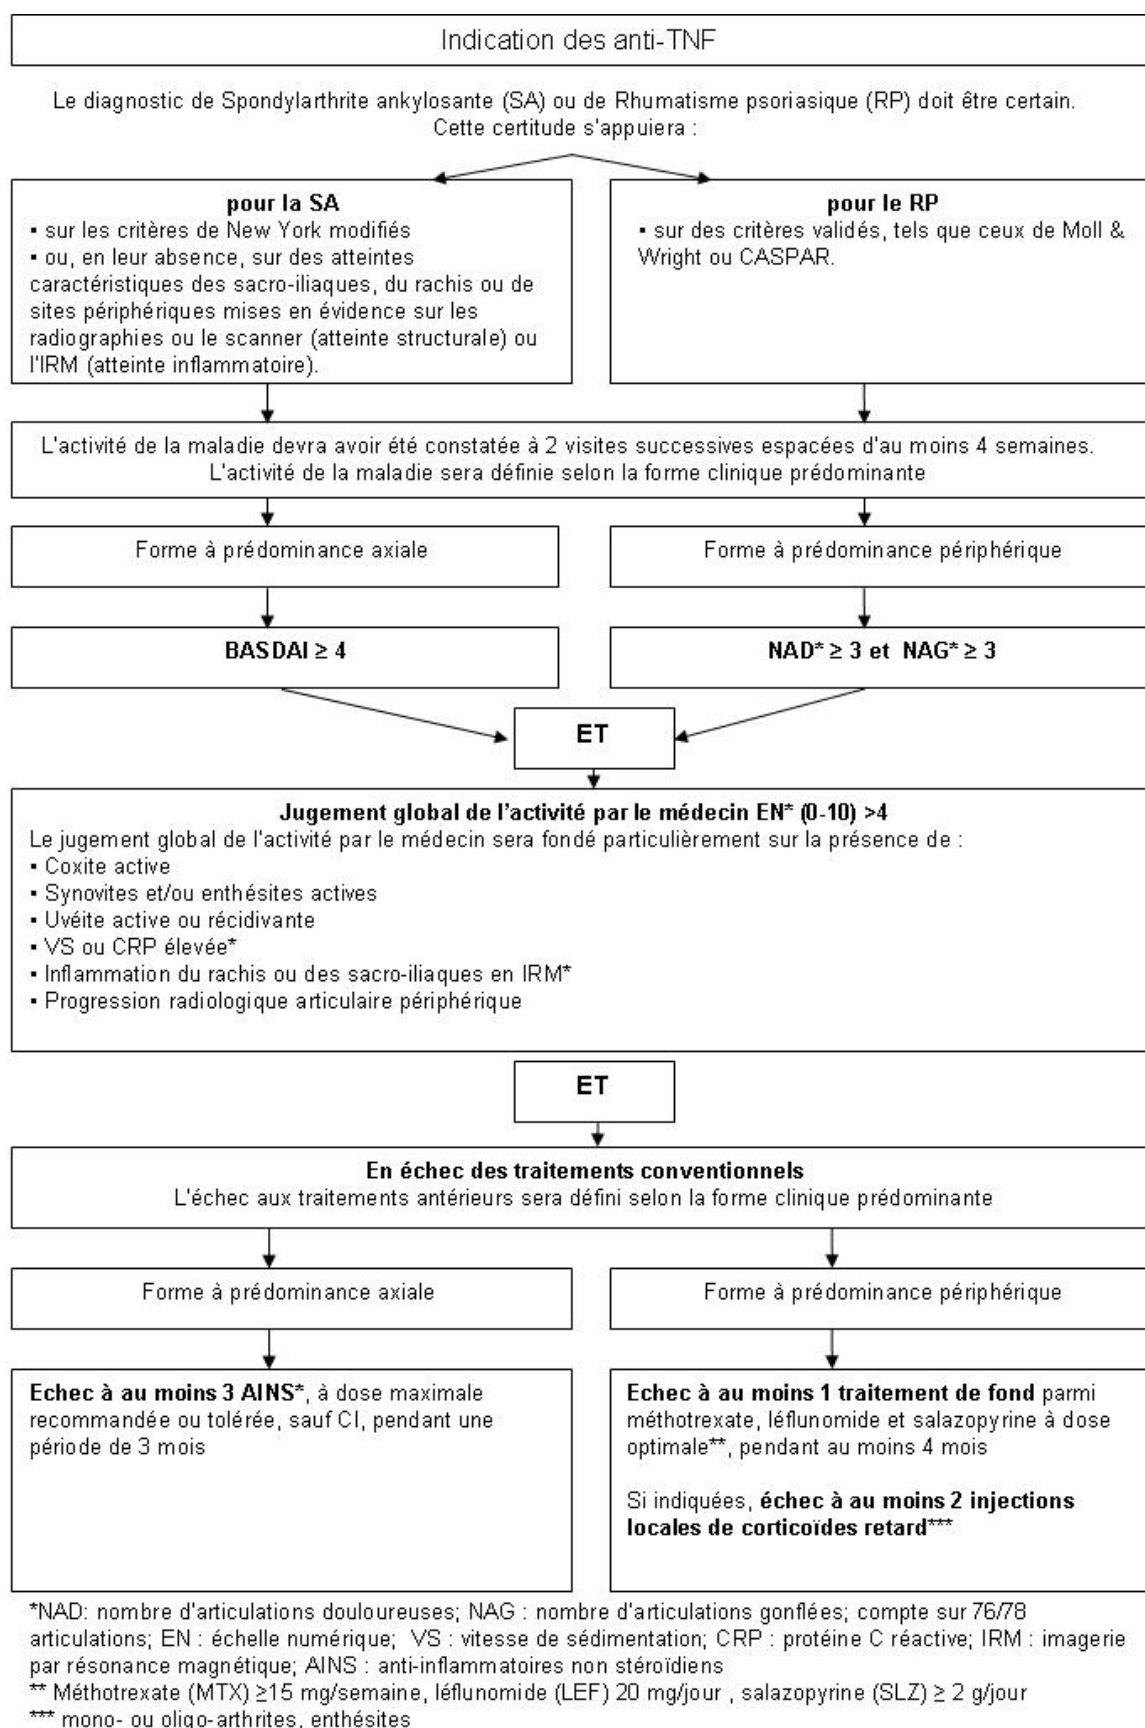 Indication des anti-TNF
Le diagnostic de Spondylarthrite ankylosante (SA) ou de Rhumatisme psoriasique (RP) doit être certain.
Cette certitude s'appuiera :
pour la SA
▪ sur les critères de New York modifiés
▪ ou, en leur absence, sur des atteintes
caractéristiques des sacro-iliaques, du rachis ou de
sites périphériques mises en évidence sur les
radiographies ou le scanner (atteinte structurale) ou
l'IRM (atteinte inflammatoire).
pour le RP
▪ sur des critères validés, tels que ceux de Moll &
Wright ou CASPAR.
L'activité de la maladie devra avoir été constatée à 2 visites successives espacées d'au moins 4 semaines.
L'activité de la maladie sera définie selon la forme clinique prédominante
Forme à prédominance axiale
Forme à prédominance périphérique
BASDAI ≥ 4
NAD* ≥ 3 et NAG* ≥ 3
ET
Jugement global de l'activité par le médecin EN* (0-10) >4
Le jugement global de l'activité par le médecin sera fondé particulièrement sur la présence de :
▪ Coxite active
▪ Synovites et/ou enthésites actives
▪ Uvéite active ou récidivante
▪ VS ou CRP élevée*
▪ Inflammation du rachis ou des sacro-iliaques en IRM*
▪ Progression radiologique articulaire périphérique
ET
En échec des traitements conventionnels
L'échec aux traitements antérieurs sera défini selon la forme clinique prédominante
Forme à prédominance axiale
Forme à prédominance périphérique
Echec à au moins 3 AINS*, à dose maximale
recommandée ou tolérée, sauf CI, pendant une
période de 3 mois
Echec à au moins 1 traitement de fond parmi
méthotrexate, léflunomide et salazopyrine à dose
optimale**, pendant au moins 4 mois
Si indiquées, échec à au moins 2 injections
locales de corticoïdes retard***
*NAD: nombre d'articulations douloureuses; NAG : nombre d'articulations gonflées; compte sur 76/78
articulations; EN : échelle numérique; VS : vitesse de sédimentation; CRP : protéine C réactive; IRM : imagerie
par résonance magnétique; AINS : anti-inflammatoires non stéroïdiens
** Méthotrexate (MTX) ≥15 mg/semaine, léflunomide (LEF) 20 mg/jour , salazopyrine (SLZ) ≥ 2 g/jour
*** mono- ou oligo-arthrites, enthésites